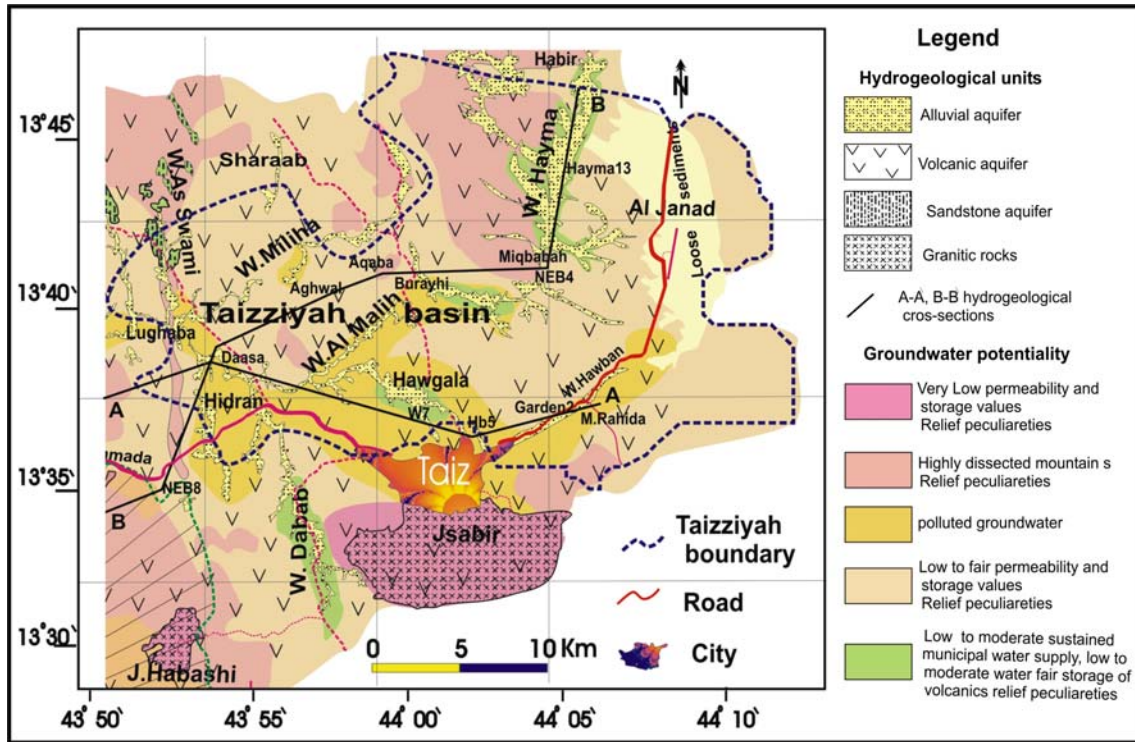 Habir
N
B
W. Hayma
Hayma13
Sharaab
W.As Swami
Al Janad
Loose sediments
W.Miliha
Miqbabah
NEB4
Aqaba
Burayhi
Aghwal
Taizziyah basin
W.Al Malih
Lughaba
Daasa
Hawgala
W.Hawban
A
Hidran
W7
Garden2
A
Hb5
M.Rahida
Taiz
umada
NEB8
B
W. Dabab
Jsabir
J.Habashi
Taizziyah
boundary
Road
City
0 5 10 Km
13°45'
13°40'
13°35'
13°30'
43 50' 43 55' 44 00' 44 05' 44 10'
Legend
Hydrogeological units
Alluvial aquifer
Volcanic aquifer
Sandstone aquifer
Granitic rocks
A-A, B-B hydrogeological
cros-sections
Groundwater potentiality
Very Low permeability and
storage values
Relief peculiareties
Highly dissected mountain s
Relief peculiareties
polluted groundwater
Low to fair permeability and
storage values
Relief peculiareties
Low to moderate sustained
municipal water supply, low to
moderate water fair storage of
volcanics relief peculiareties